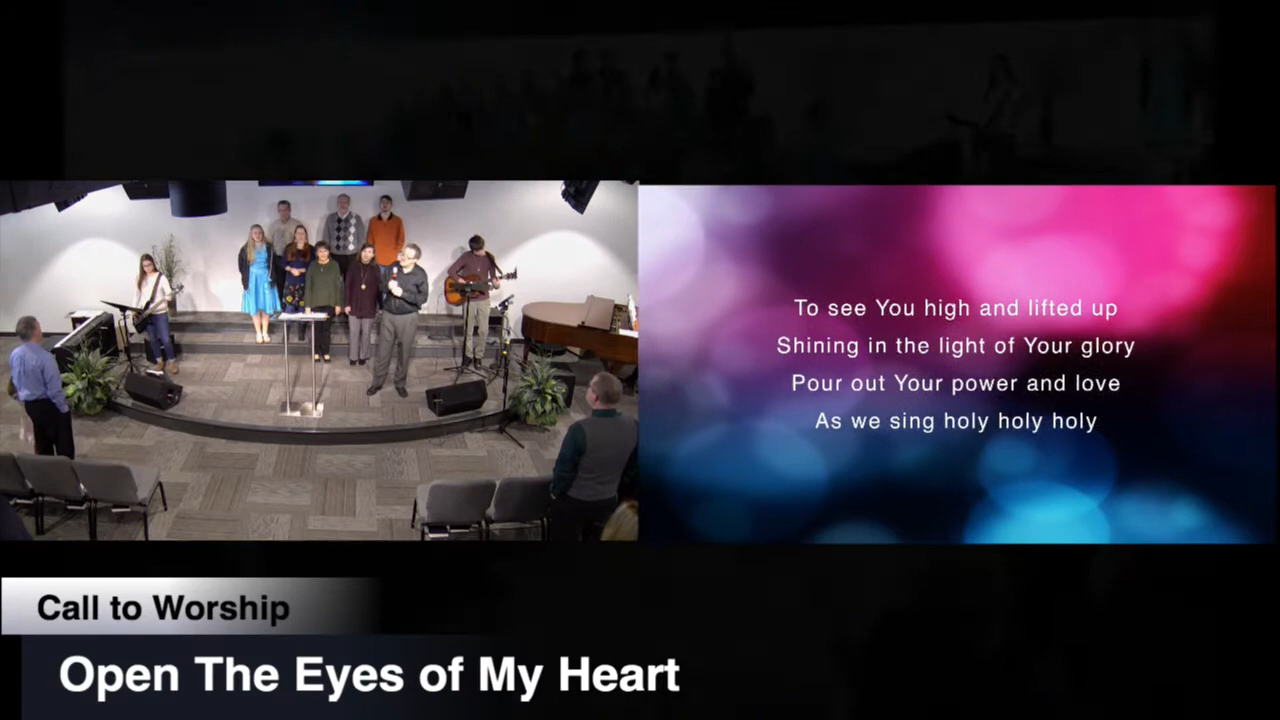 To see You high and lifted up
Shining in the light of Your glory
Pour out Your power and love
As we sing holy holy holy
Call to Worship
Open The Eyes of My Heart